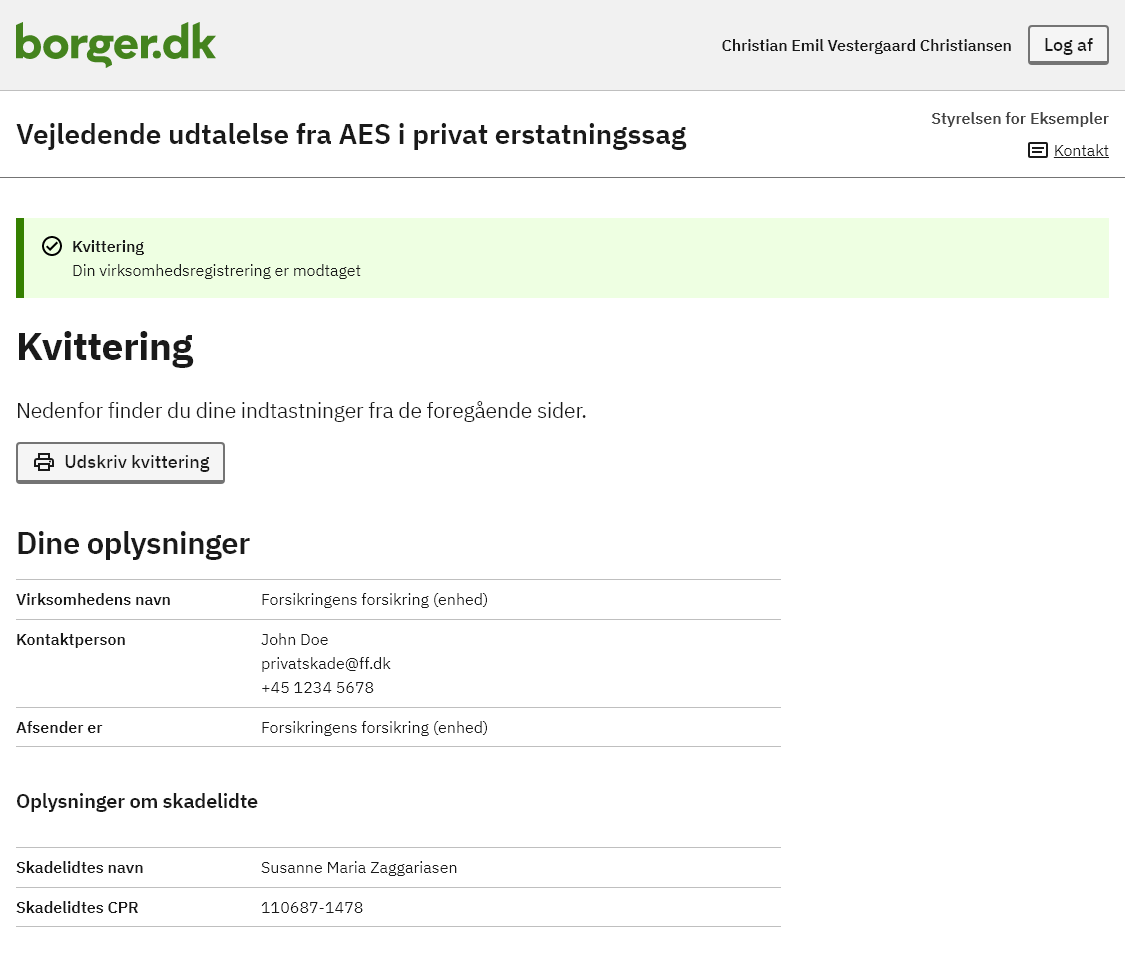 borger.dk
Christian Emil Vestergaard Christiansen
Log af
Vejledende udtalelse fra AES i privat erstatningssag
Styrelsen for Eksempler
Kontakt
Kvittering
Din virksomhedsregistrering er modtaget
Kvittering
Nedenfor finder du dine indtastninger fra de foregående sider.
Udskriv kvittering
Dine oplysninger
Virksomhedens navn Forsikringens forsikring (enhed)
Kontaktperson John Doe
privatskade@ff.dk
+45 1234 5678
Afsender er Forsikringens forsikring (enhed)
Oplysninger om skadelidte
Skadelidtes navn Susanne Maria Zaggariasen
Skadelidtes CPR 110687-1478